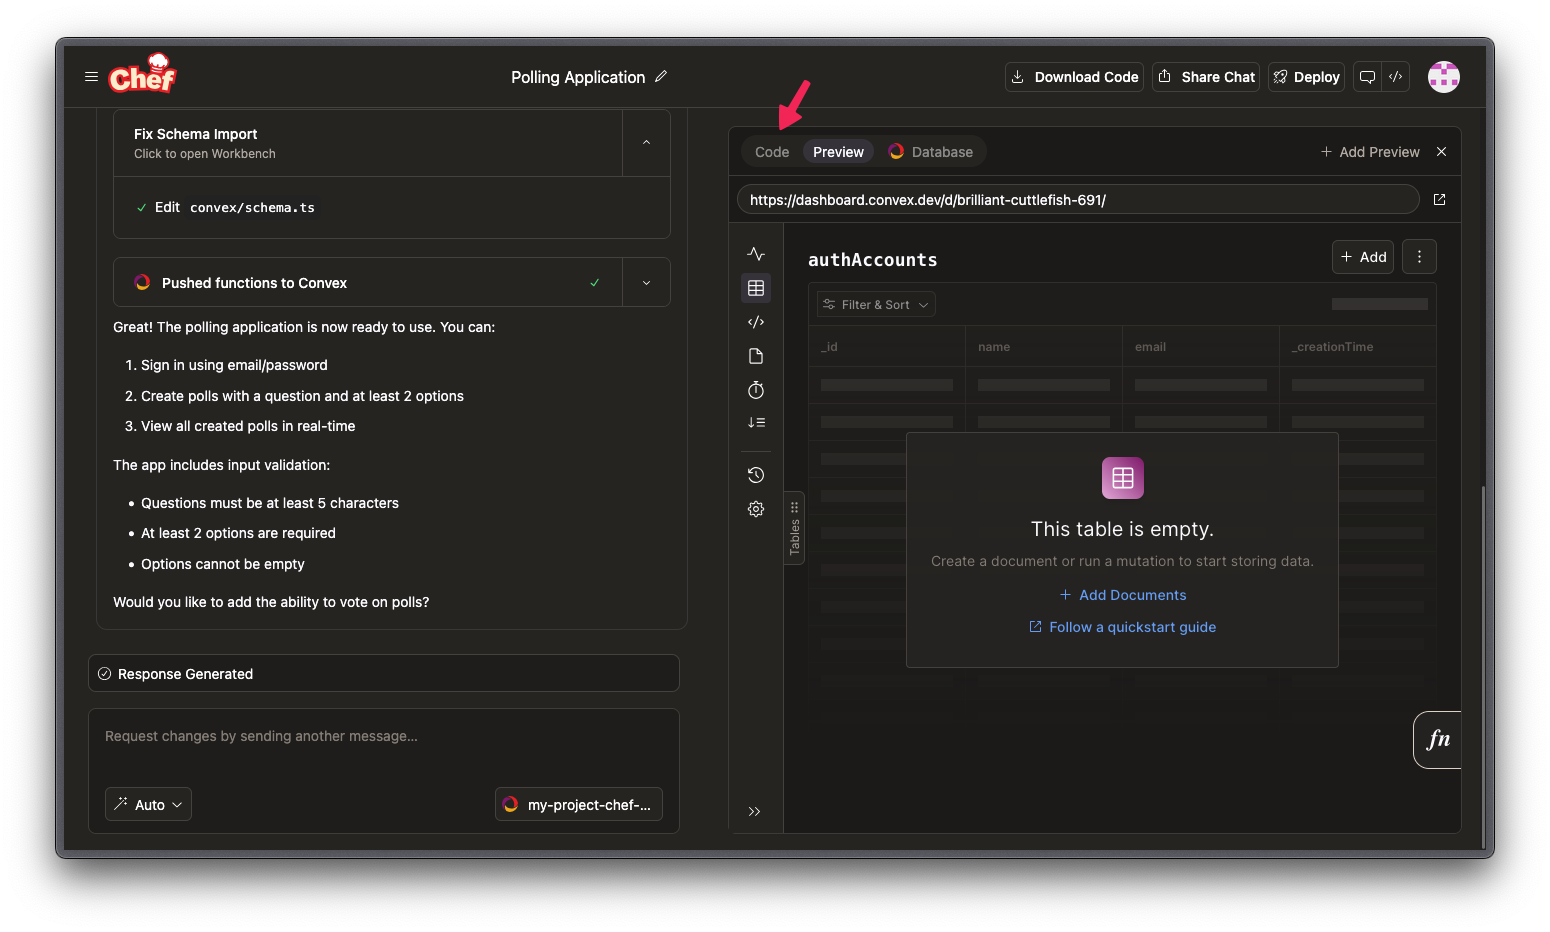 Chef
Polling Application
Download Code
Share Chat
Deploy
Fix Schema Import
Click to open Workbench
Edit convex/schema.ts
Pushed functions to Convex
Great! The polling application is now ready to use. You can:
1. Sign in using email/password
2. Create polls with a question and at least 2 options
3. View all created polls in real-time
The app includes input validation:
• Questions must be at least 5 characters
• At least 2 options are required
• Options cannot be empty
Would you like to add the ability to vote on polls?
Response Generated
Request changes by sending another message...
Auto
my-project-chef-...
Code
Preview
Database
+ Add Preview
https://dashboard.convex.dev/d/brilliant-cuttlefish-691/
authAccounts
+ Add
Filter & Sort
_id
name
email
_creationTime
Tables
This table is empty.
Create a document or run a mutation to start storing data.
+ Add Documents
Follow a quickstart guide
fn